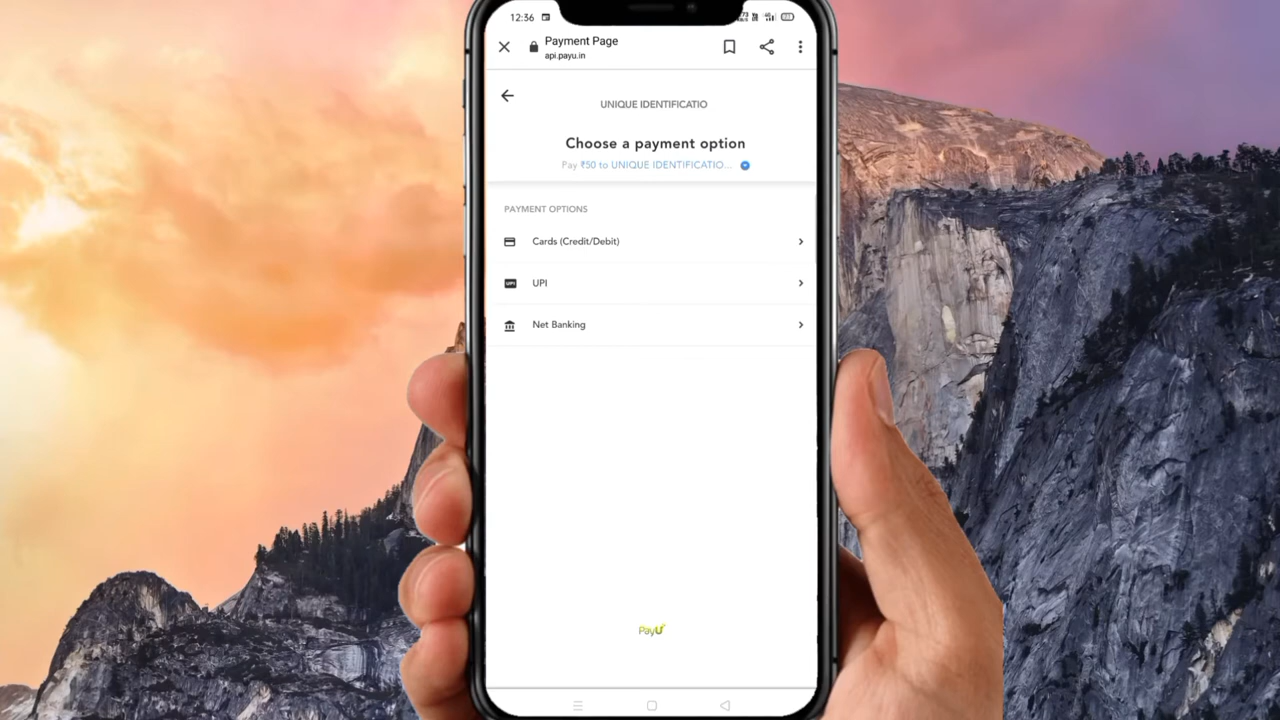 12:36
Payment Page
api.payu.in
UNIQUE IDENTIFICATIO
Choose a payment option
Pay ₹50 to UNIQUE IDENTIFICATIO...
PAYMENT OPTIONS
Cards (Credit/Debit)
UPI
UPI
Net Banking
PayU